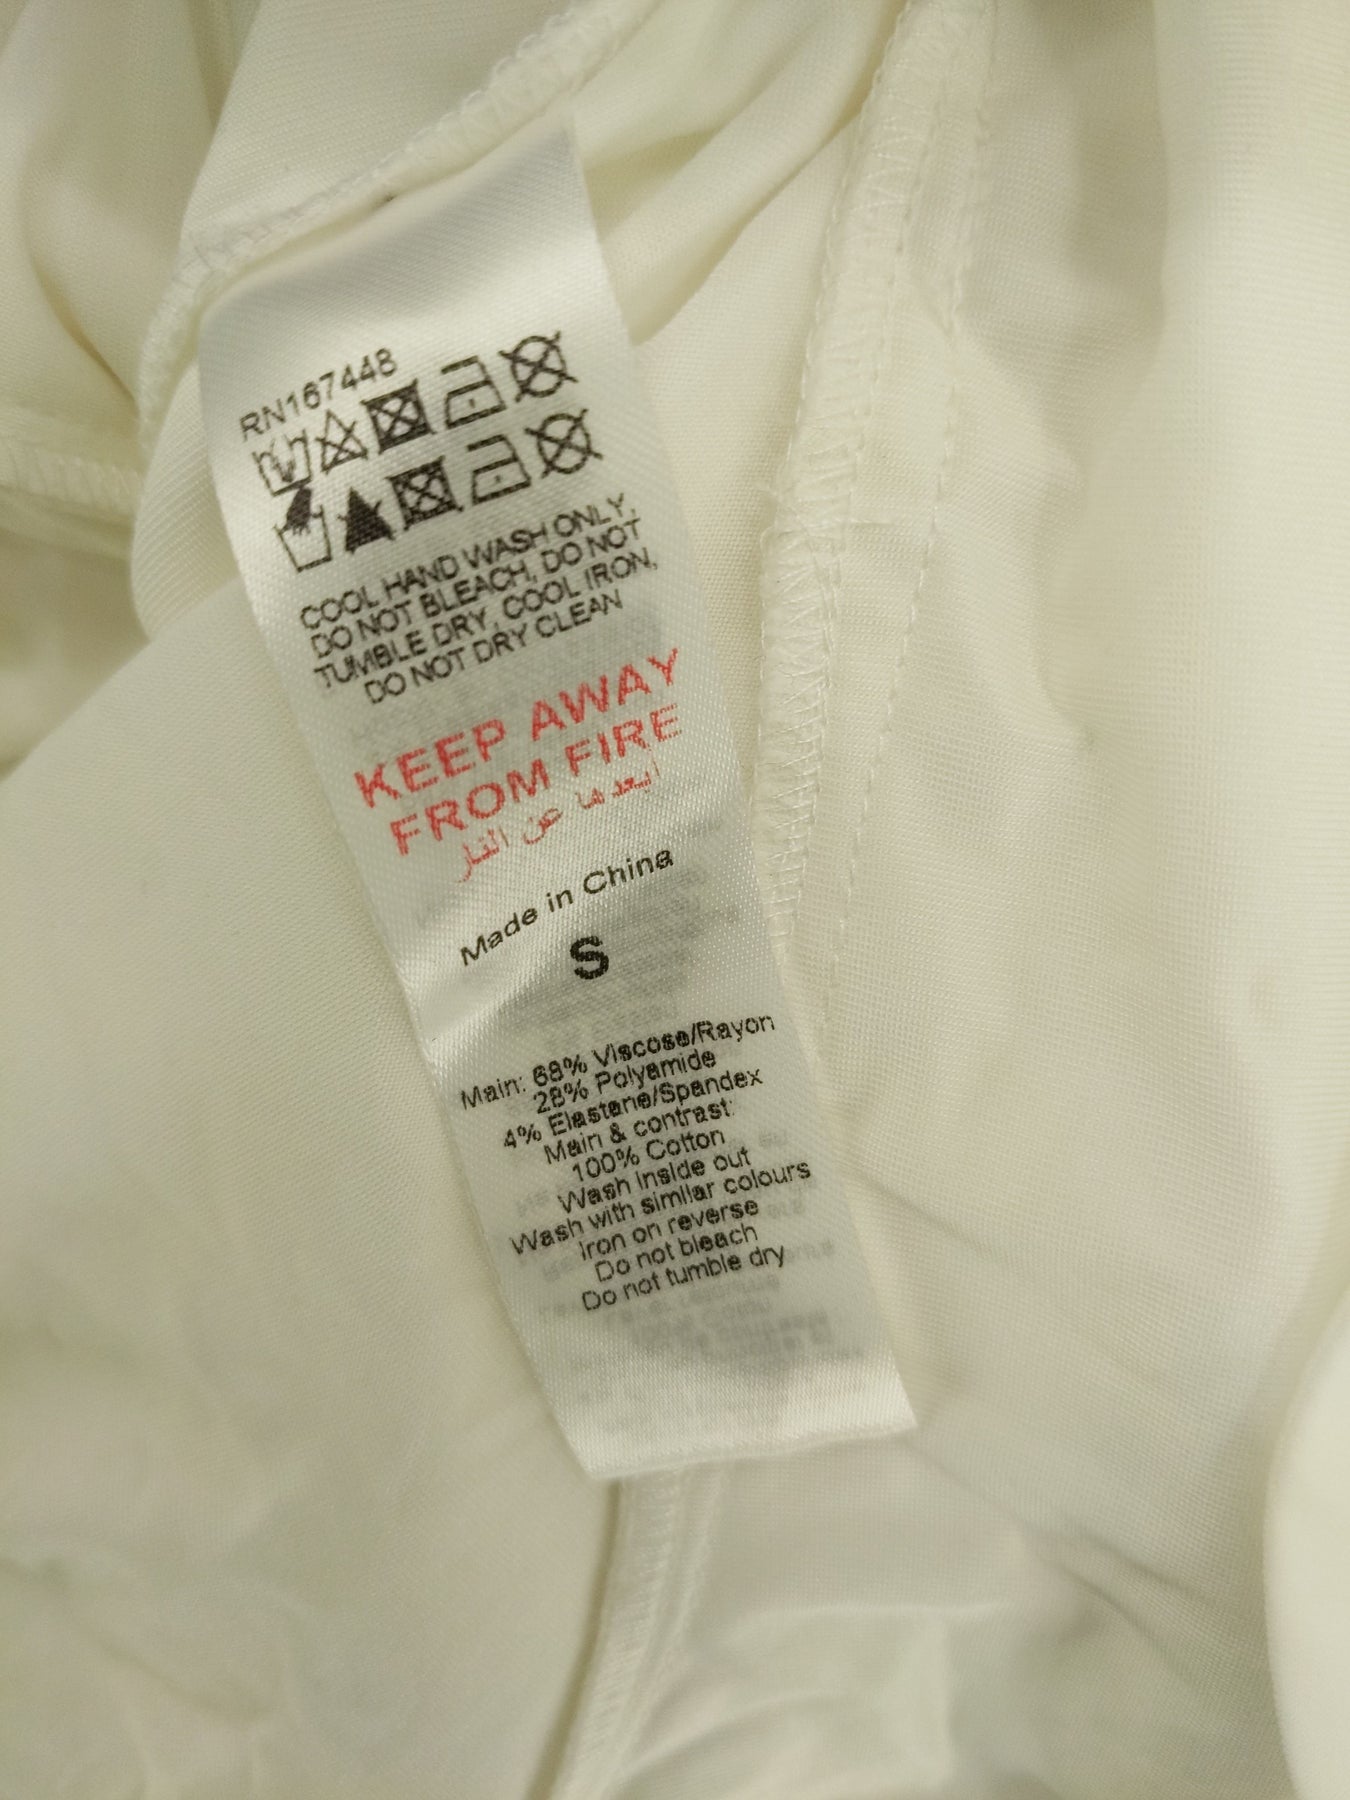 RN167448
COOL HAND WASH ONLY,
DO NOT BLEACH, DO NOT
TUMBLE DRY, COOL IRON,
DO NOT DRY CLEAN
KEEP AWAY
FROM FIRE
ابعدها عن النار
Made in China
S
Main: 68% Viscose/Rayon
28% Polyamide
4% Elastane/Spandex
Main & contrast:
100% Cotton
Wash inside out
Wash with similar colours
Iron on reverse
Do not bleach
Do not tumble dry